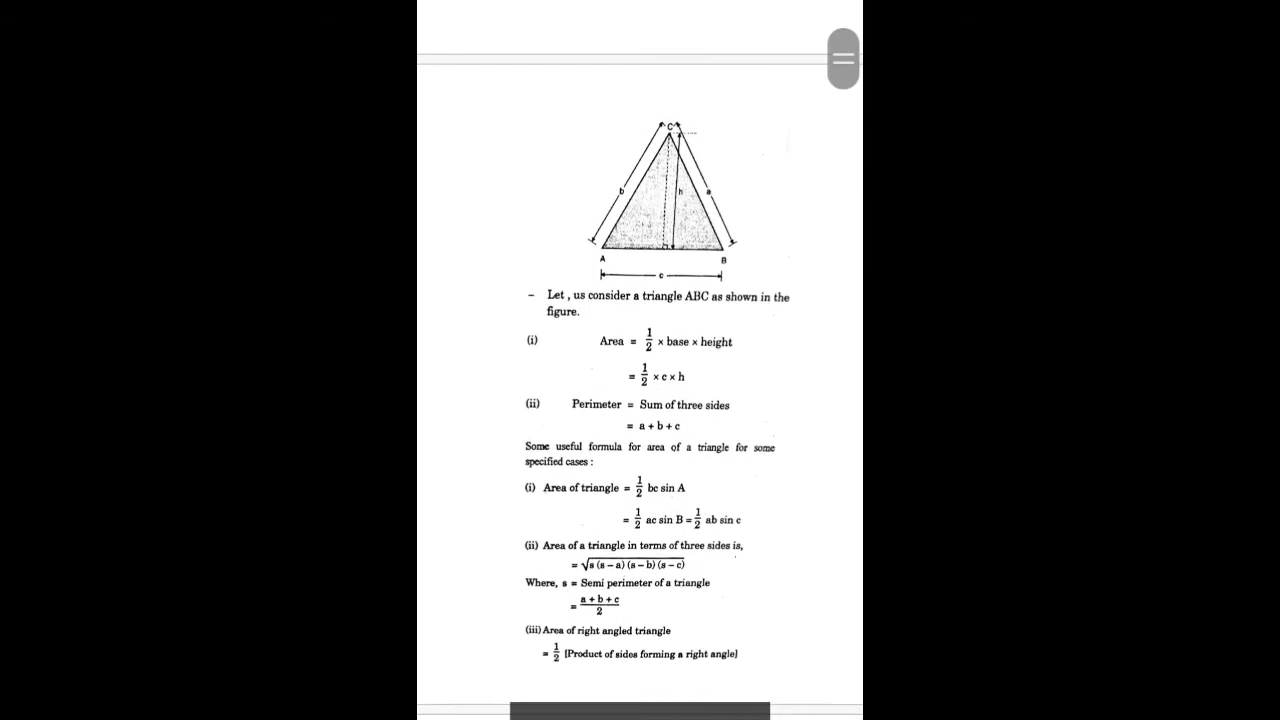 C
b
h
a
A
B
c
– Let , us consider a triangle ABC as shown in the
figure.
(i) Area = 1/2 × base × height
= 1/2 × c × h
(ii) Perimeter = Sum of three sides
= a + b + c
Some useful formula for area of a triangle for some
specified cases :
(i) Area of triangle = 1/2 bc sin A
= 1/2 ac sin B = 1/2 ab sin c
(ii) Area of a triangle in terms of three sides is,
= √s (s – a) (s – b) (s – c)
Where, s = Semi perimeter of a triangle
= a + b + c / 2
(iii) Area of right angled triangle
= 1/2 [Product of sides forming a right angle]